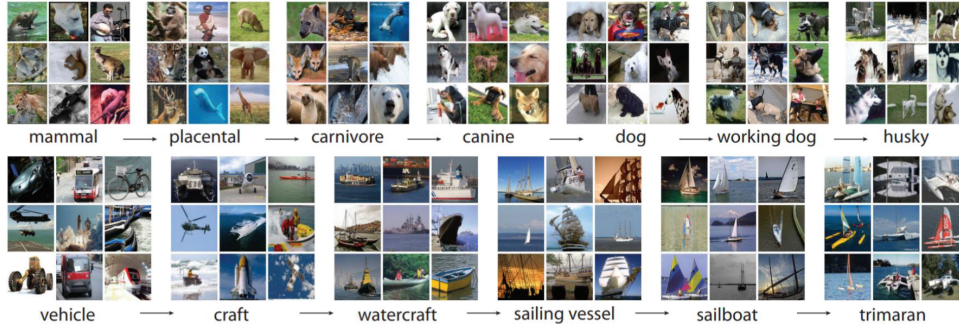 mammal → placental → carnivore → canine → dog → working dog → husky
vehicle → craft → watercraft → sailing vessel → sailboat → trimaran